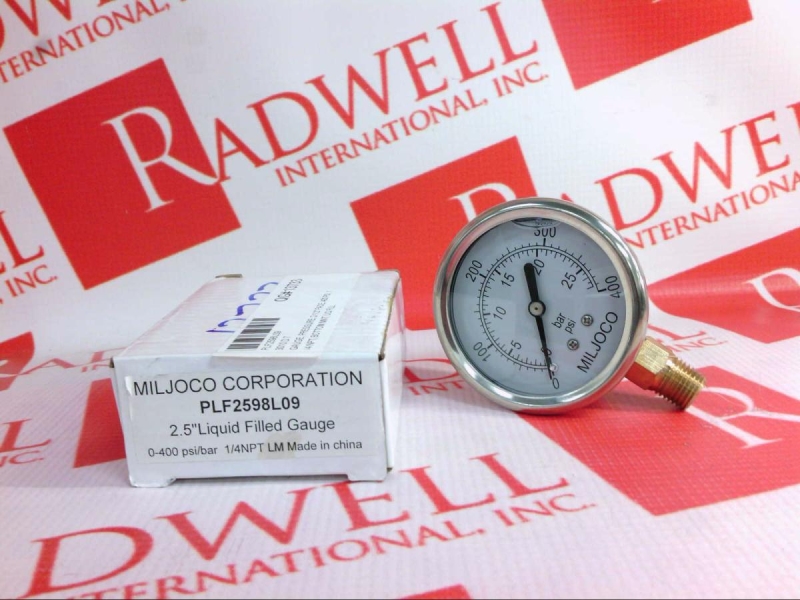 RADWELL
INTERNATIONAL, INC.
RADWELL
INTERNATIONAL, INC.
RADWELL
INTERNATIONAL
INC.
DWELL
INTERNATIONAL, INC.
MILJOCO CORPORATION
PLF2598L09
2.5"Liquid Filled Gauge
0-400 psi/bar 1/4NPT LM Made in china
0
100
200
300
400
0
5
10
15
20
25
bar
psi
MILJOCO